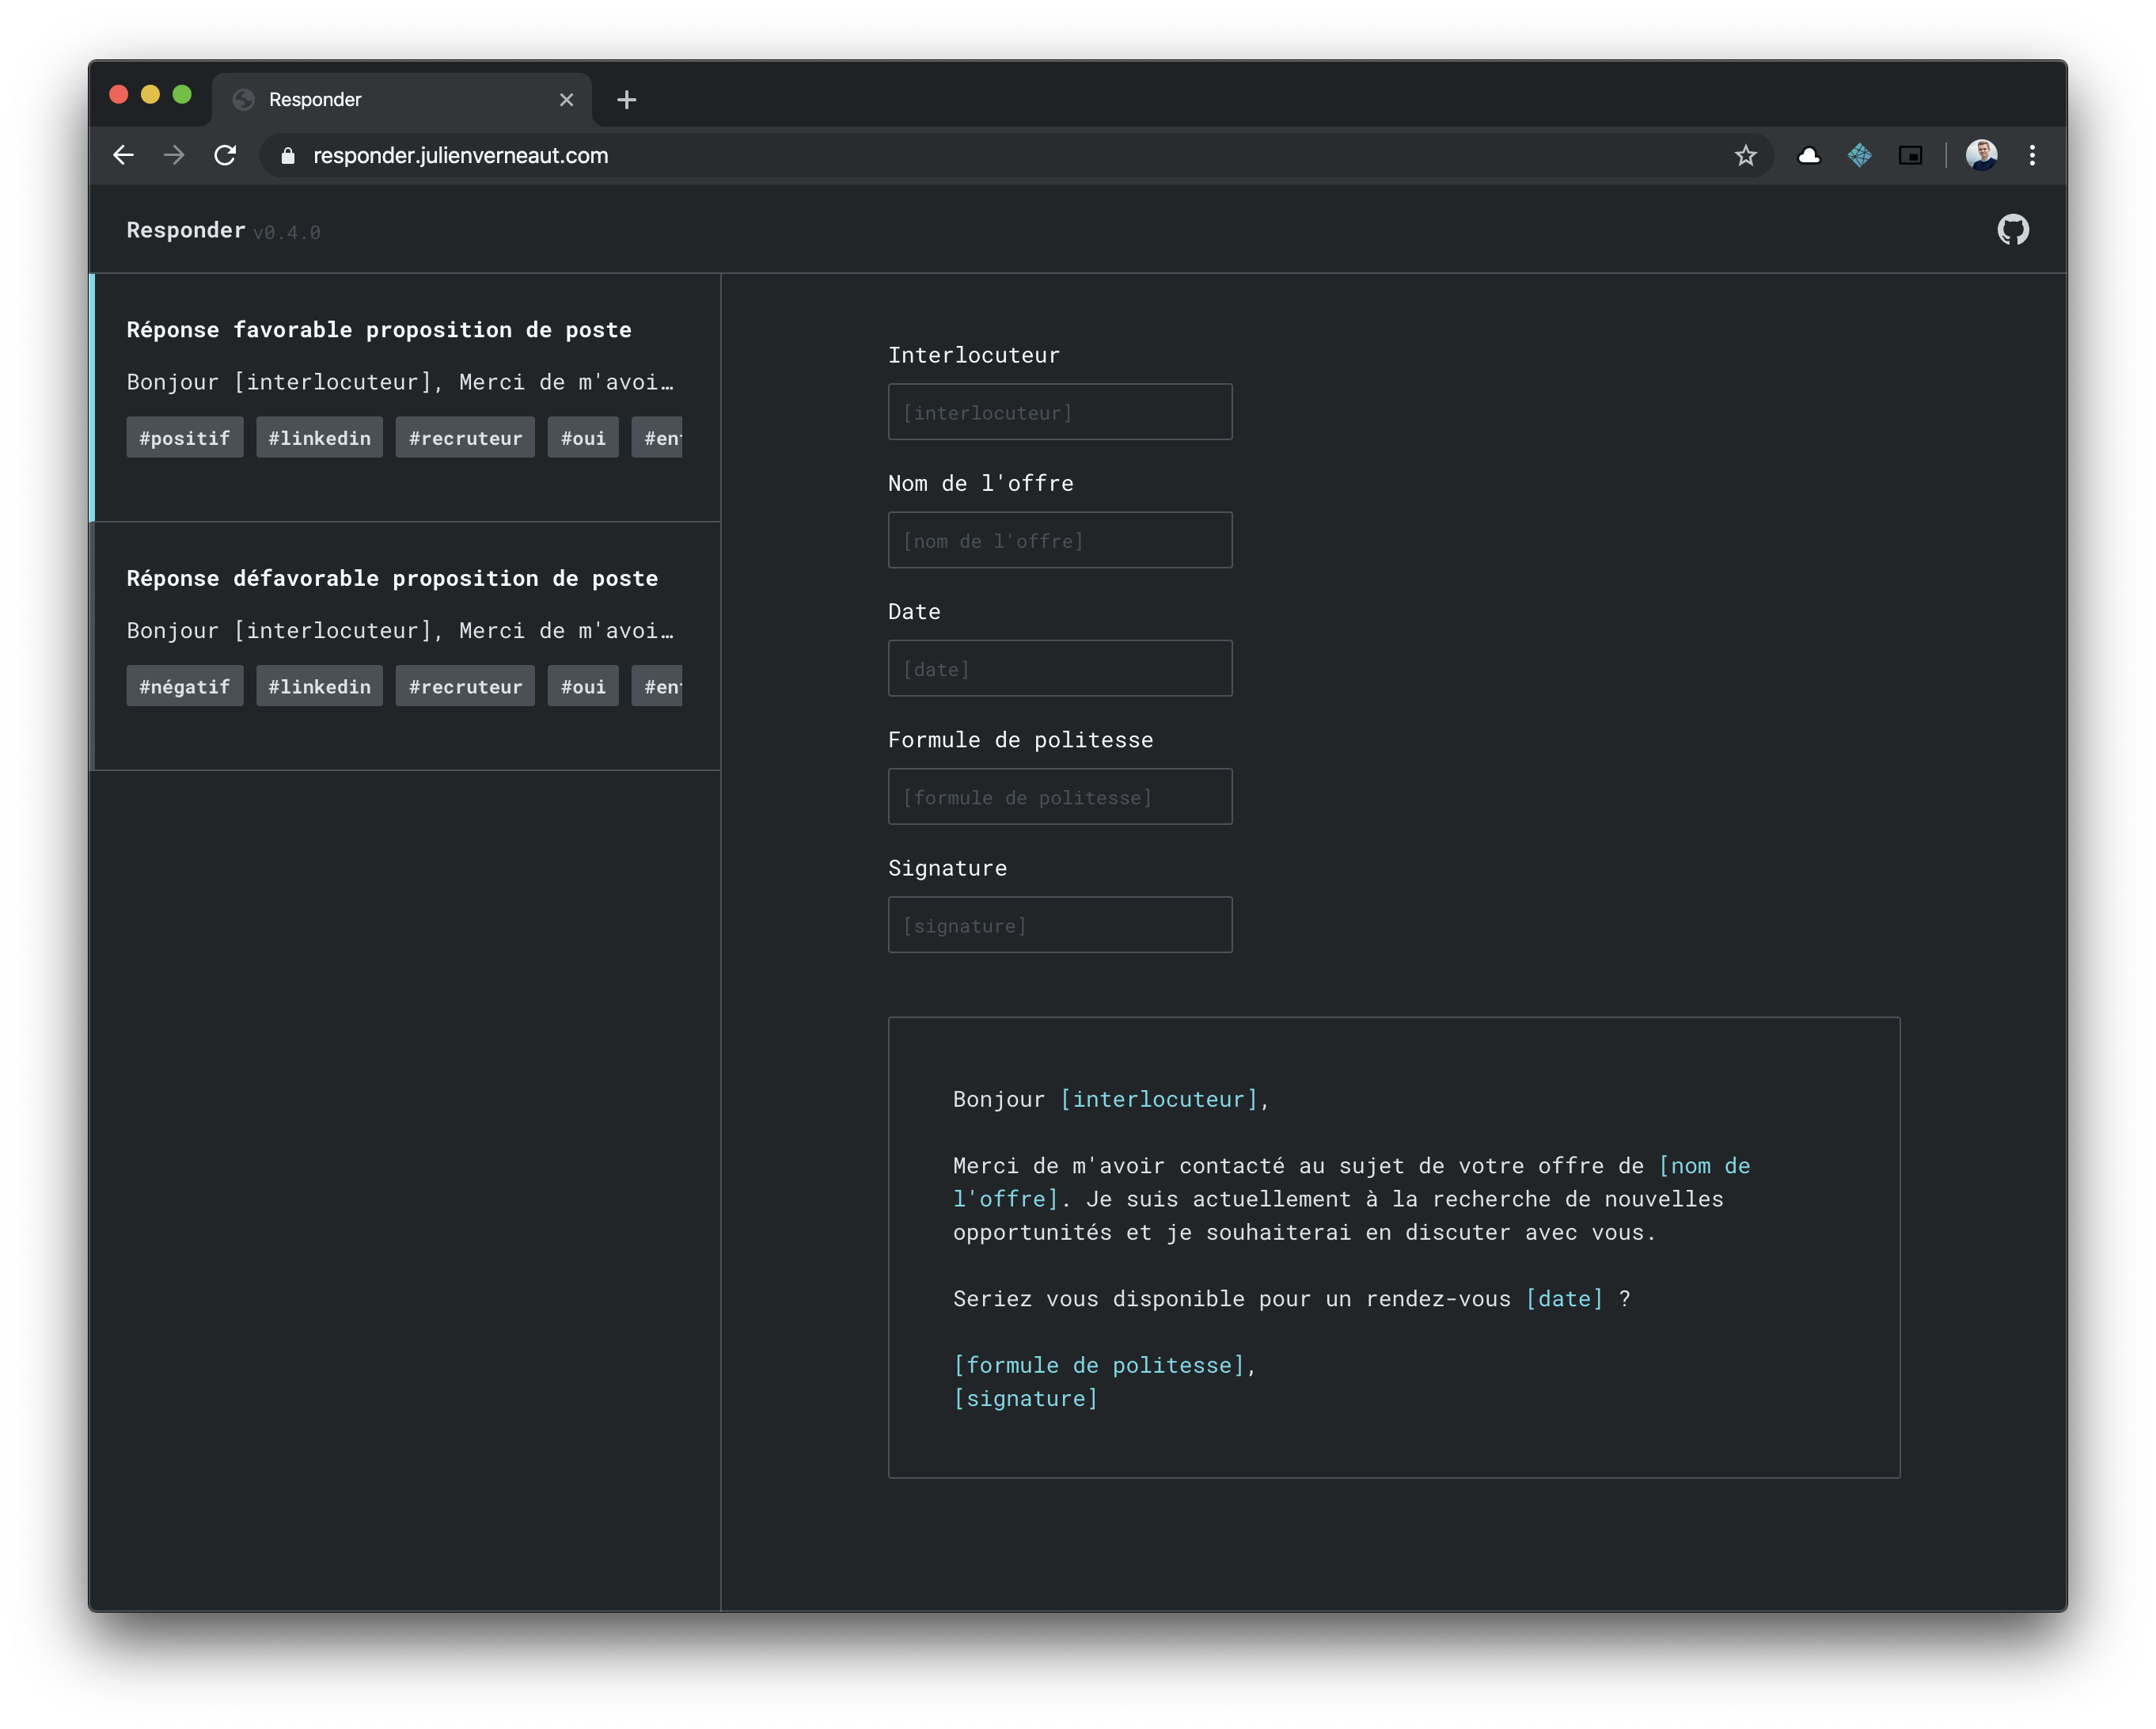 Responder
responder.julienverneaut.com
Responder v0.4.0
Réponse favorable proposition de poste
Bonjour [interlocuteur], Merci de m'avoi…
#positif #linkedin #recruteur #oui
Réponse défavorable proposition de poste
Bonjour [interlocuteur], Merci de m'avoi…
#négatif #linkedin #recruteur #oui
Interlocuteur
[interlocuteur]
Nom de l'offre
[nom de l'offre]
Date
[date]
Formule de politesse
[formule de politesse]
Signature
[signature]
Bonjour [interlocuteur],
Merci de m'avoir contacté au sujet de votre offre de [nom de
l'offre]. Je suis actuellement à la recherche de nouvelles
opportunités et je souhaiterai en discuter avec vous.
Seriez vous disponible pour un rendez-vous [date] ?
[formule de politesse],
[signature]